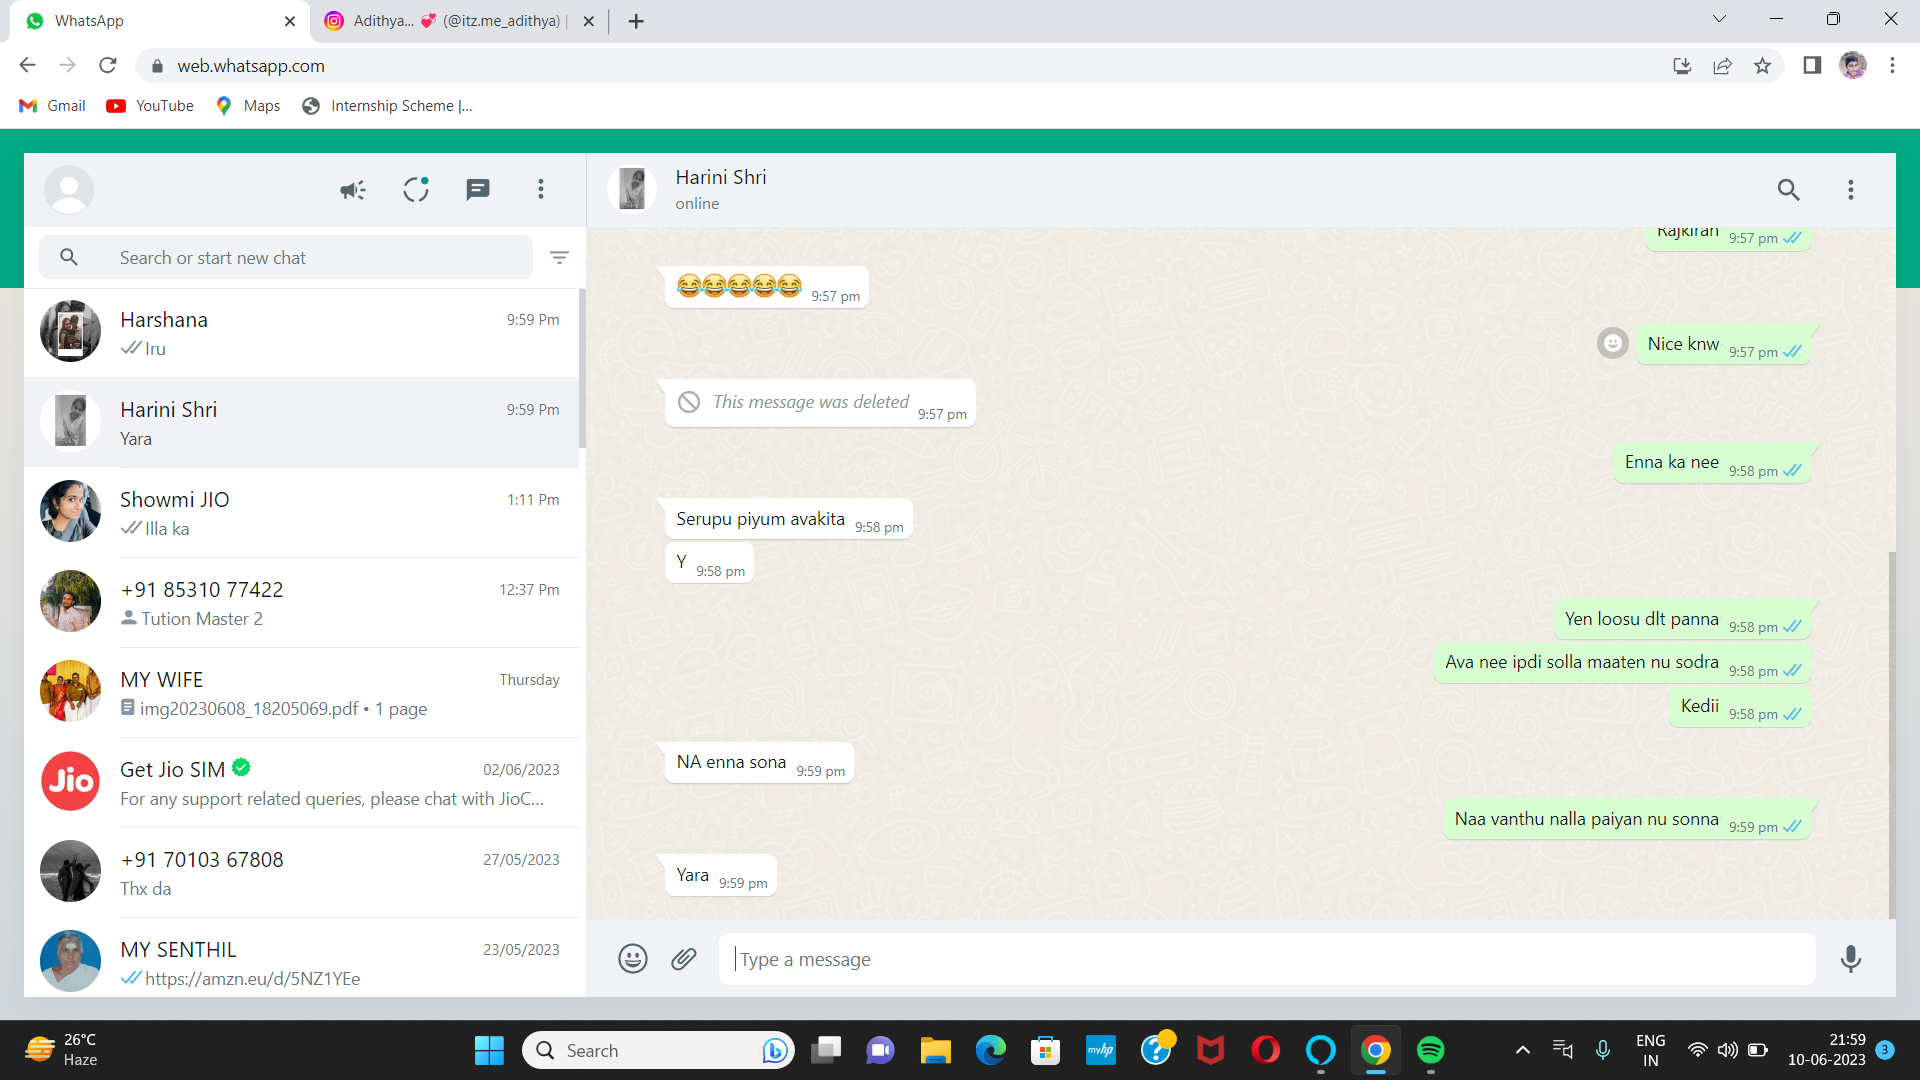 WhatsApp
Adithya... 💞 (@itz.me_adithya) |
web.whatsapp.com
Gmail
YouTube
Maps
Internship Scheme |...
Harini Shri
online
Search or start new chat
Harshana
9:59 Pm
Iru
Harini Shri
9:59 Pm
Yara
Showmi JIO
1:11 Pm
Illa ka
+91 85310 77422
12:37 Pm
Tution Master 2
MY WIFE
Thursday
img20230608_18205069.pdf • 1 page
Jio
Get Jio SIM
02/06/2023
For any support related queries, please chat with JioC...
+91 70103 67808
27/05/2023
Thx da
MY SENTHIL
23/05/2023
https://amzn.eu/d/5NZ1YEe
Rajkiran 9:57 pm
😂😂😂😂😂 9:57 pm
Nice knw 9:57 pm
This message was deleted 9:57 pm
Enna ka nee 9:58 pm
Serupu piyum avakita 9:58 pm
Y 9:58 pm
Yen loosu dlt panna 9:58 pm
Ava nee ipdi solla maaten nu sodra 9:58 pm
Kedii 9:58 pm
NA enna sona 9:59 pm
Naa vanthu nalla paiyan nu sonna 9:59 pm
Yara 9:59 pm
Type a message
26°C
Haze
Search
myhp
ENG
IN
21:59
10-06-2023
3